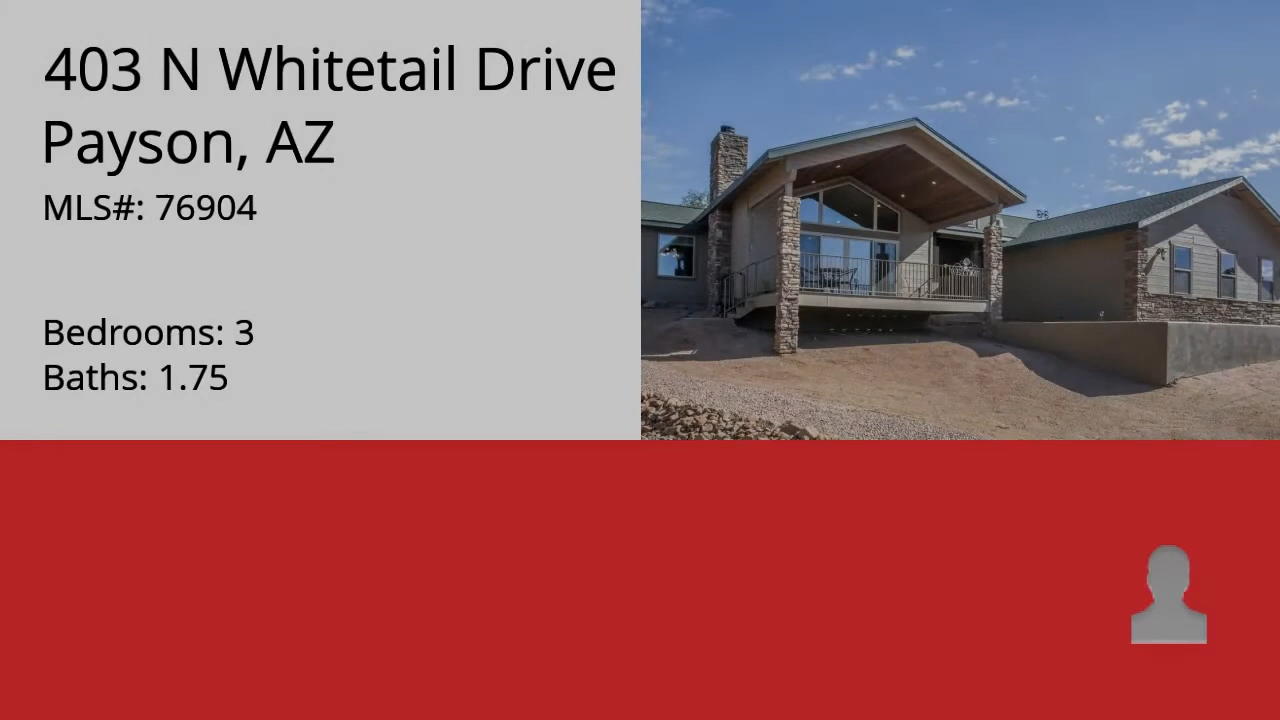 403 N Whitetail Drive
Payson, AZ
MLS#: 76904
Bedrooms: 3
Baths: 1.75